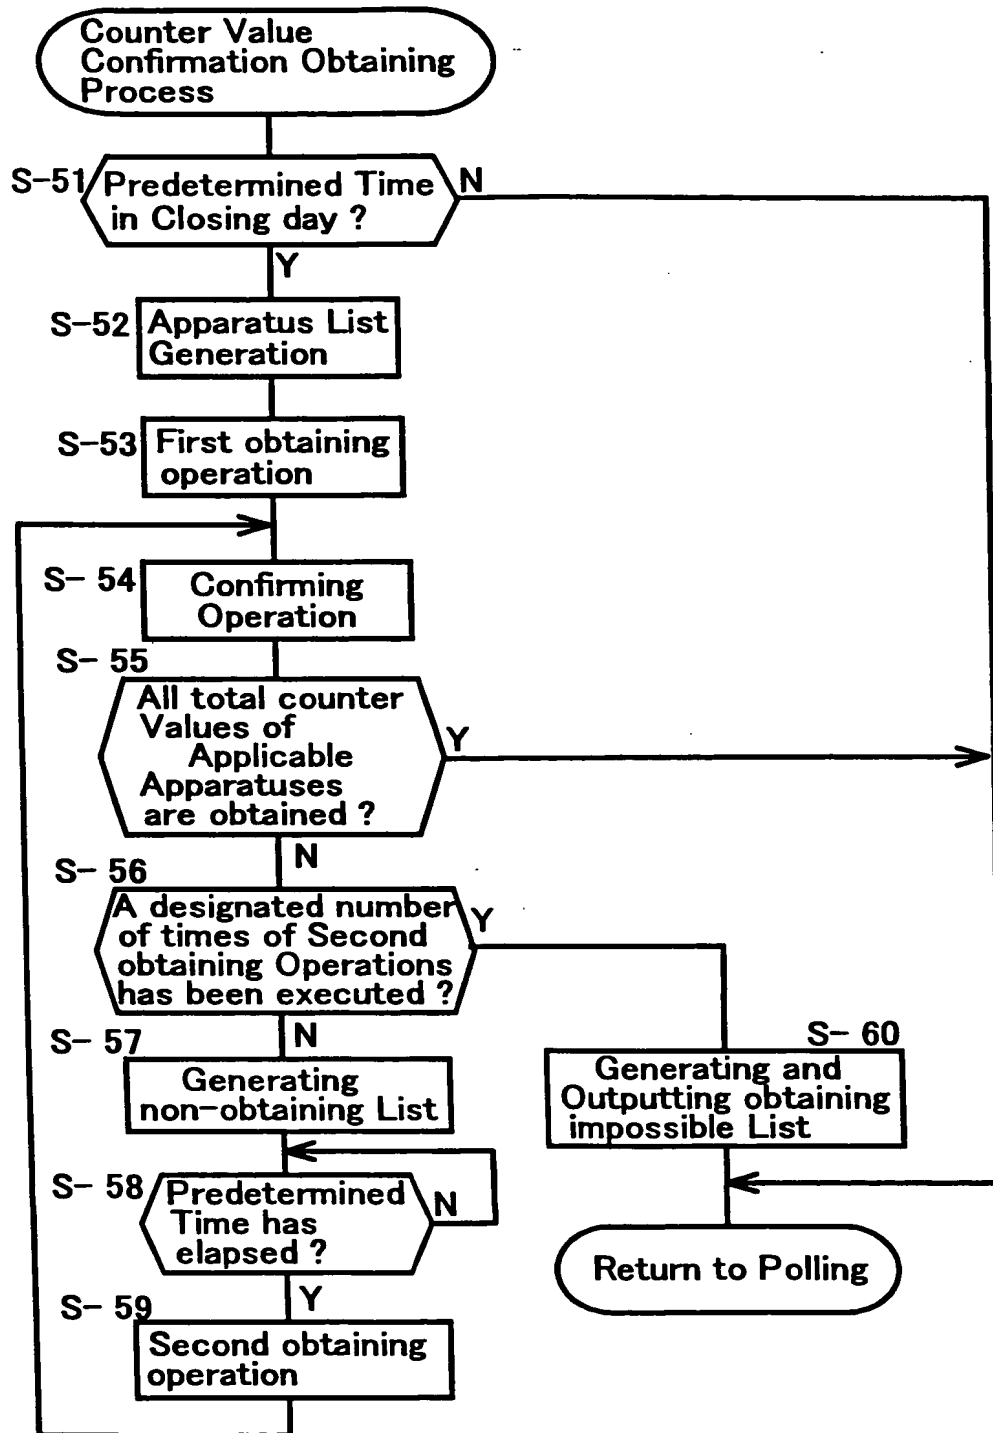 Counter Value
Confirmation Obtaining
Process
S-51
Predetermined Time
in Closing day ?
N
Y
S-52
Apparatus List
Generation
S-53
First obtaining
operation
S- 54
Confirming
Operation
S- 55
All total counter
Values of
Applicable
Apparatuses
are obtained ?
Y
N
S- 56
A designated number
of times of Second
obtaining Operations
has been executed ?
Y
N
S- 57
Generating
non-obtaining List
S- 60
Generating and
Outputting obtaining
impossible List
S- 58
Predetermined
Time has
elapsed ?
N
Y
Return to Polling
S- 59
Second obtaining
operation